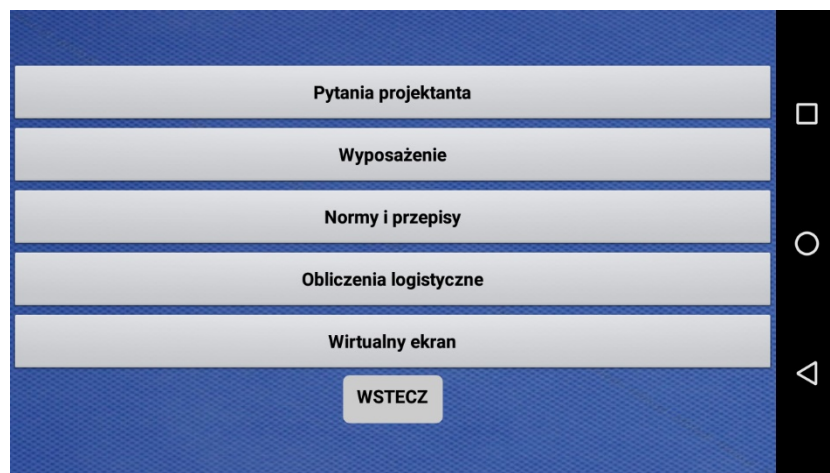 Pytania projektanta
Wyposażenie
Normy i przepisy
Obliczenia logistyczne
Wirtualny ekran
WSTECZ